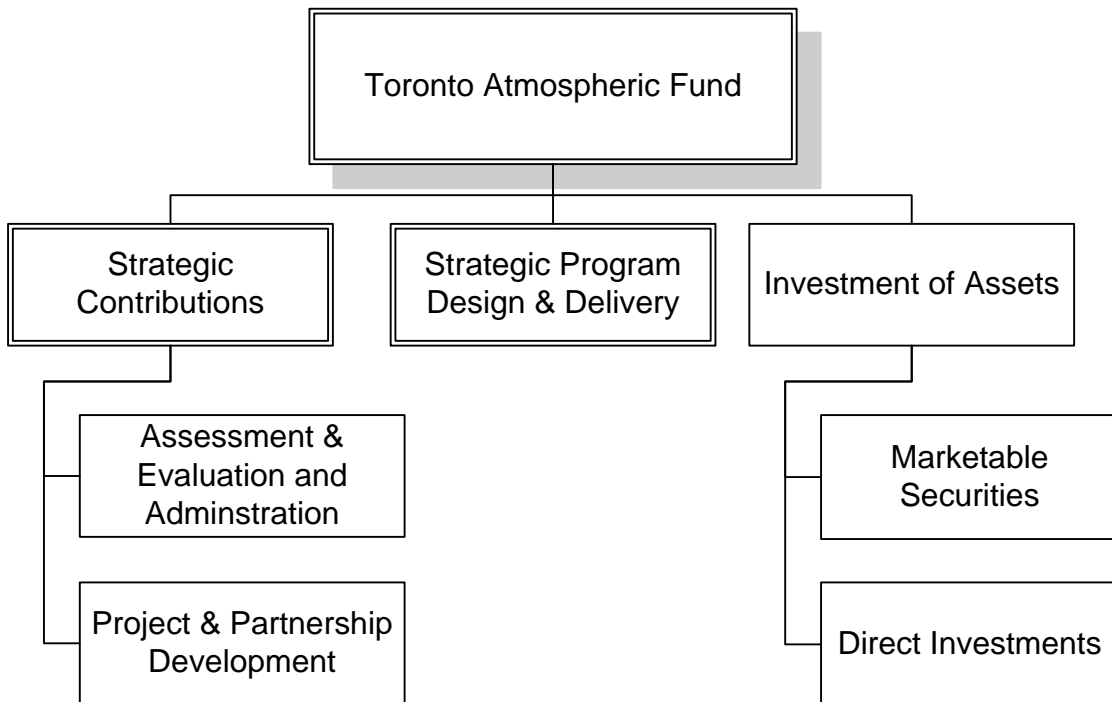 Toronto Atmospheric Fund
Strategic
Contributions
Strategic Program
Design & Delivery
Investment of Assets
Assessment &
Evaluation and
Adminstration
Marketable
Securities
Project & Partnership
Development
Direct Investments